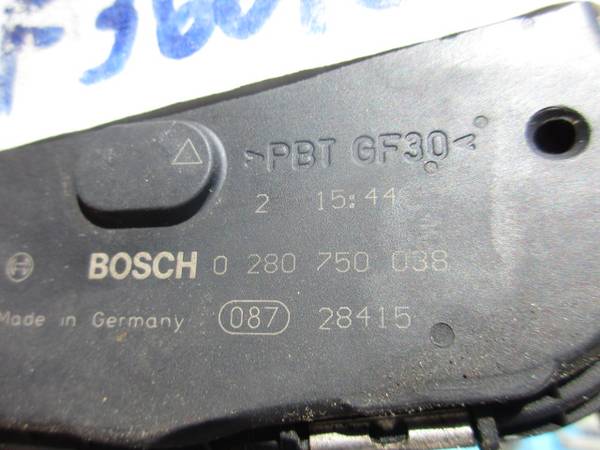 >PBT GF30<
2 15:44
BOSCH 0 280 750 038
Made in Germany 087 28415